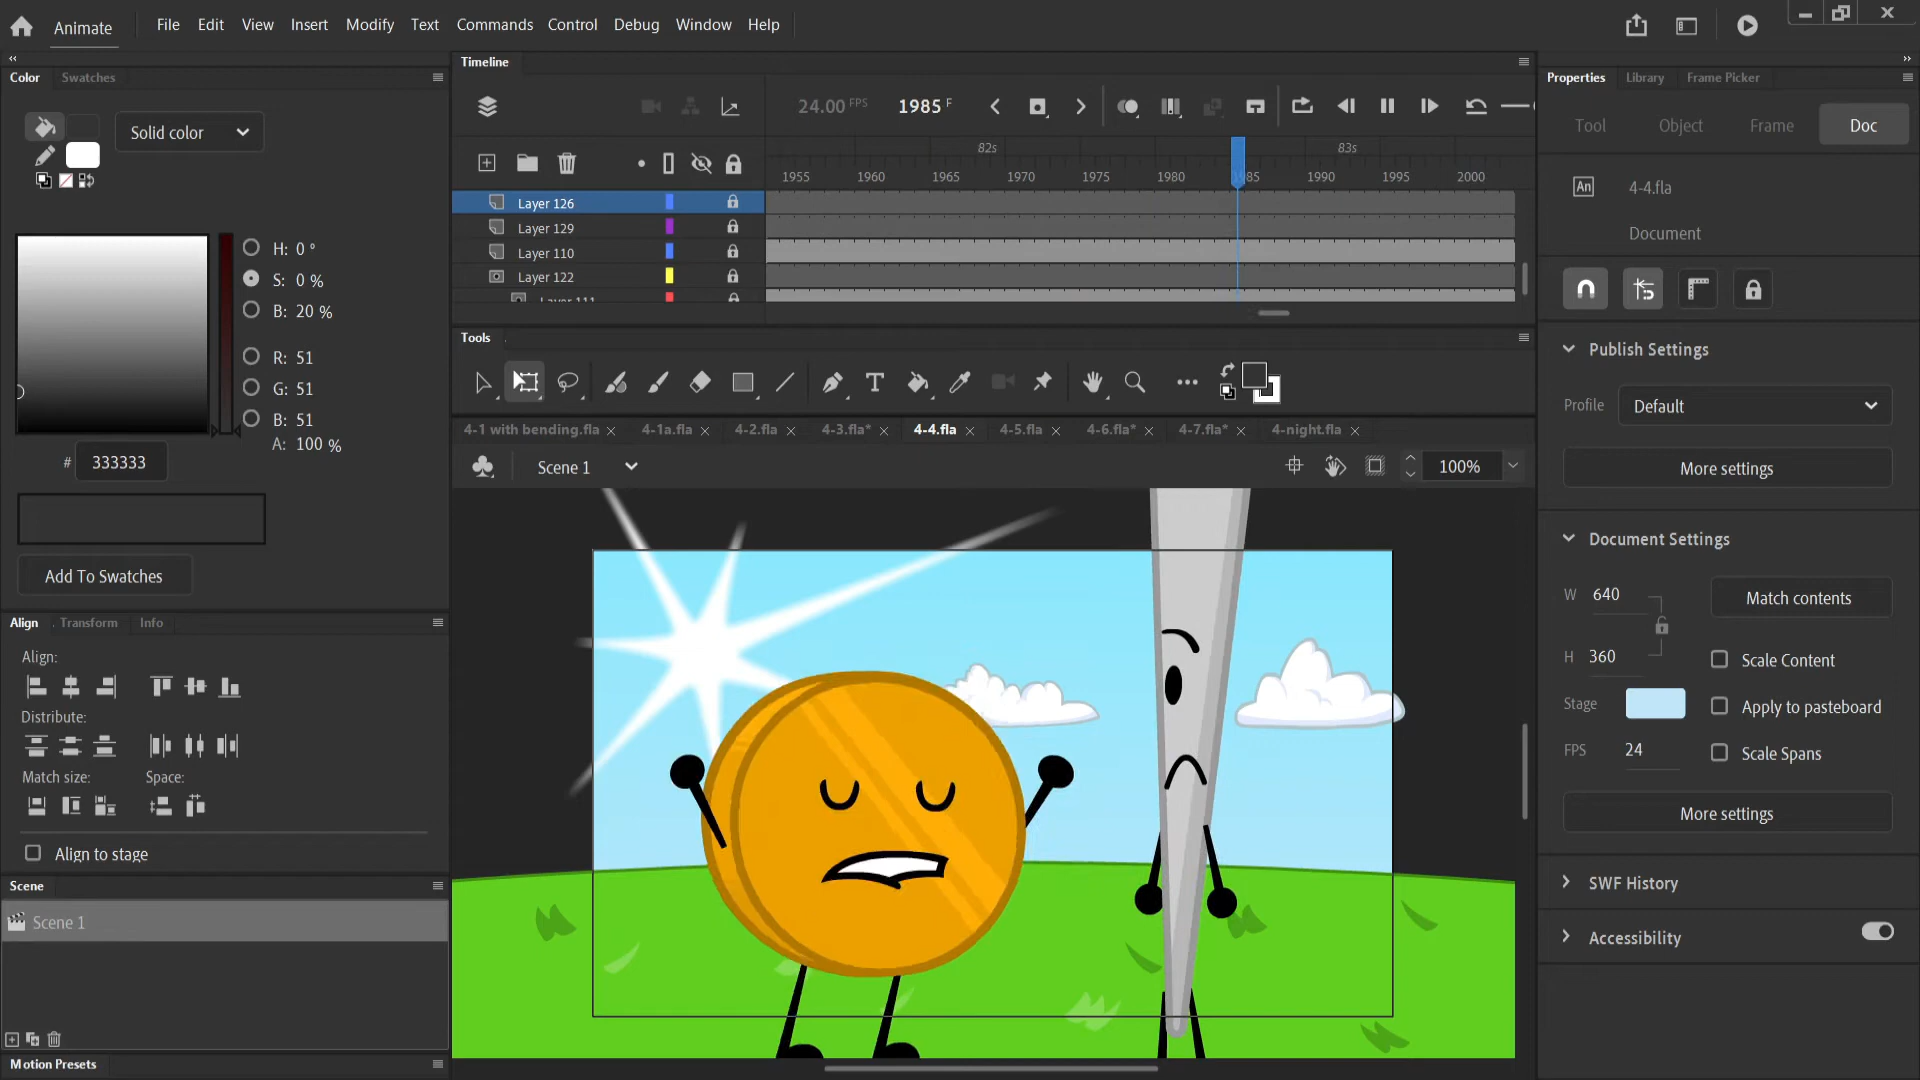 Animate File Edit View Insert Modify Text Commands Control Debug Window Help
Color Swatches
Solid color
H: 0 °
S: 0 %
B: 20 %
R: 51
G: 51
B: 51
A: 100 %
# 333333
Add To Swatches
Align Transform Info
Align:
Distribute:
Match size: Space:
Align to stage
Scene
Scene 1
Motion Presets
Timeline
24.00 FPS 1985 F
82s 83s
1955 1960 1965 1970 1975 1980 1985 1990 1995 2000
Layer 126
Layer 129
Layer 110
Layer 122
Layer 111
Tools
4-1 with bending.fla 4-1a.fla 4-2.fla 4-3.fla* 4-4.fla 4-5.fla 4-6.fla* 4-7.fla* 4-night.fla
Scene 1 100%
Properties Library Frame Picker
Tool Object Frame Doc
An 4-4.fla
Document
Publish Settings
Profile Default
More settings
Document Settings
W 640 Match contents
H 360 Scale Content
Stage Apply to pasteboard
FPS 24 Scale Spans
More settings
SWF History
Accessibility